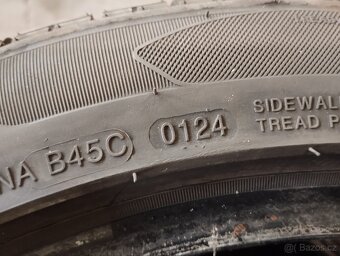 SIDEWALL
NA B45C 0124 TREAD P
bazos.cz